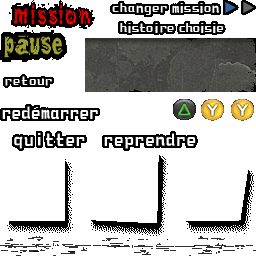 mission
changer mission
histoire choisie
pause
retour
redémarrer
Y Y
quitter reprendre